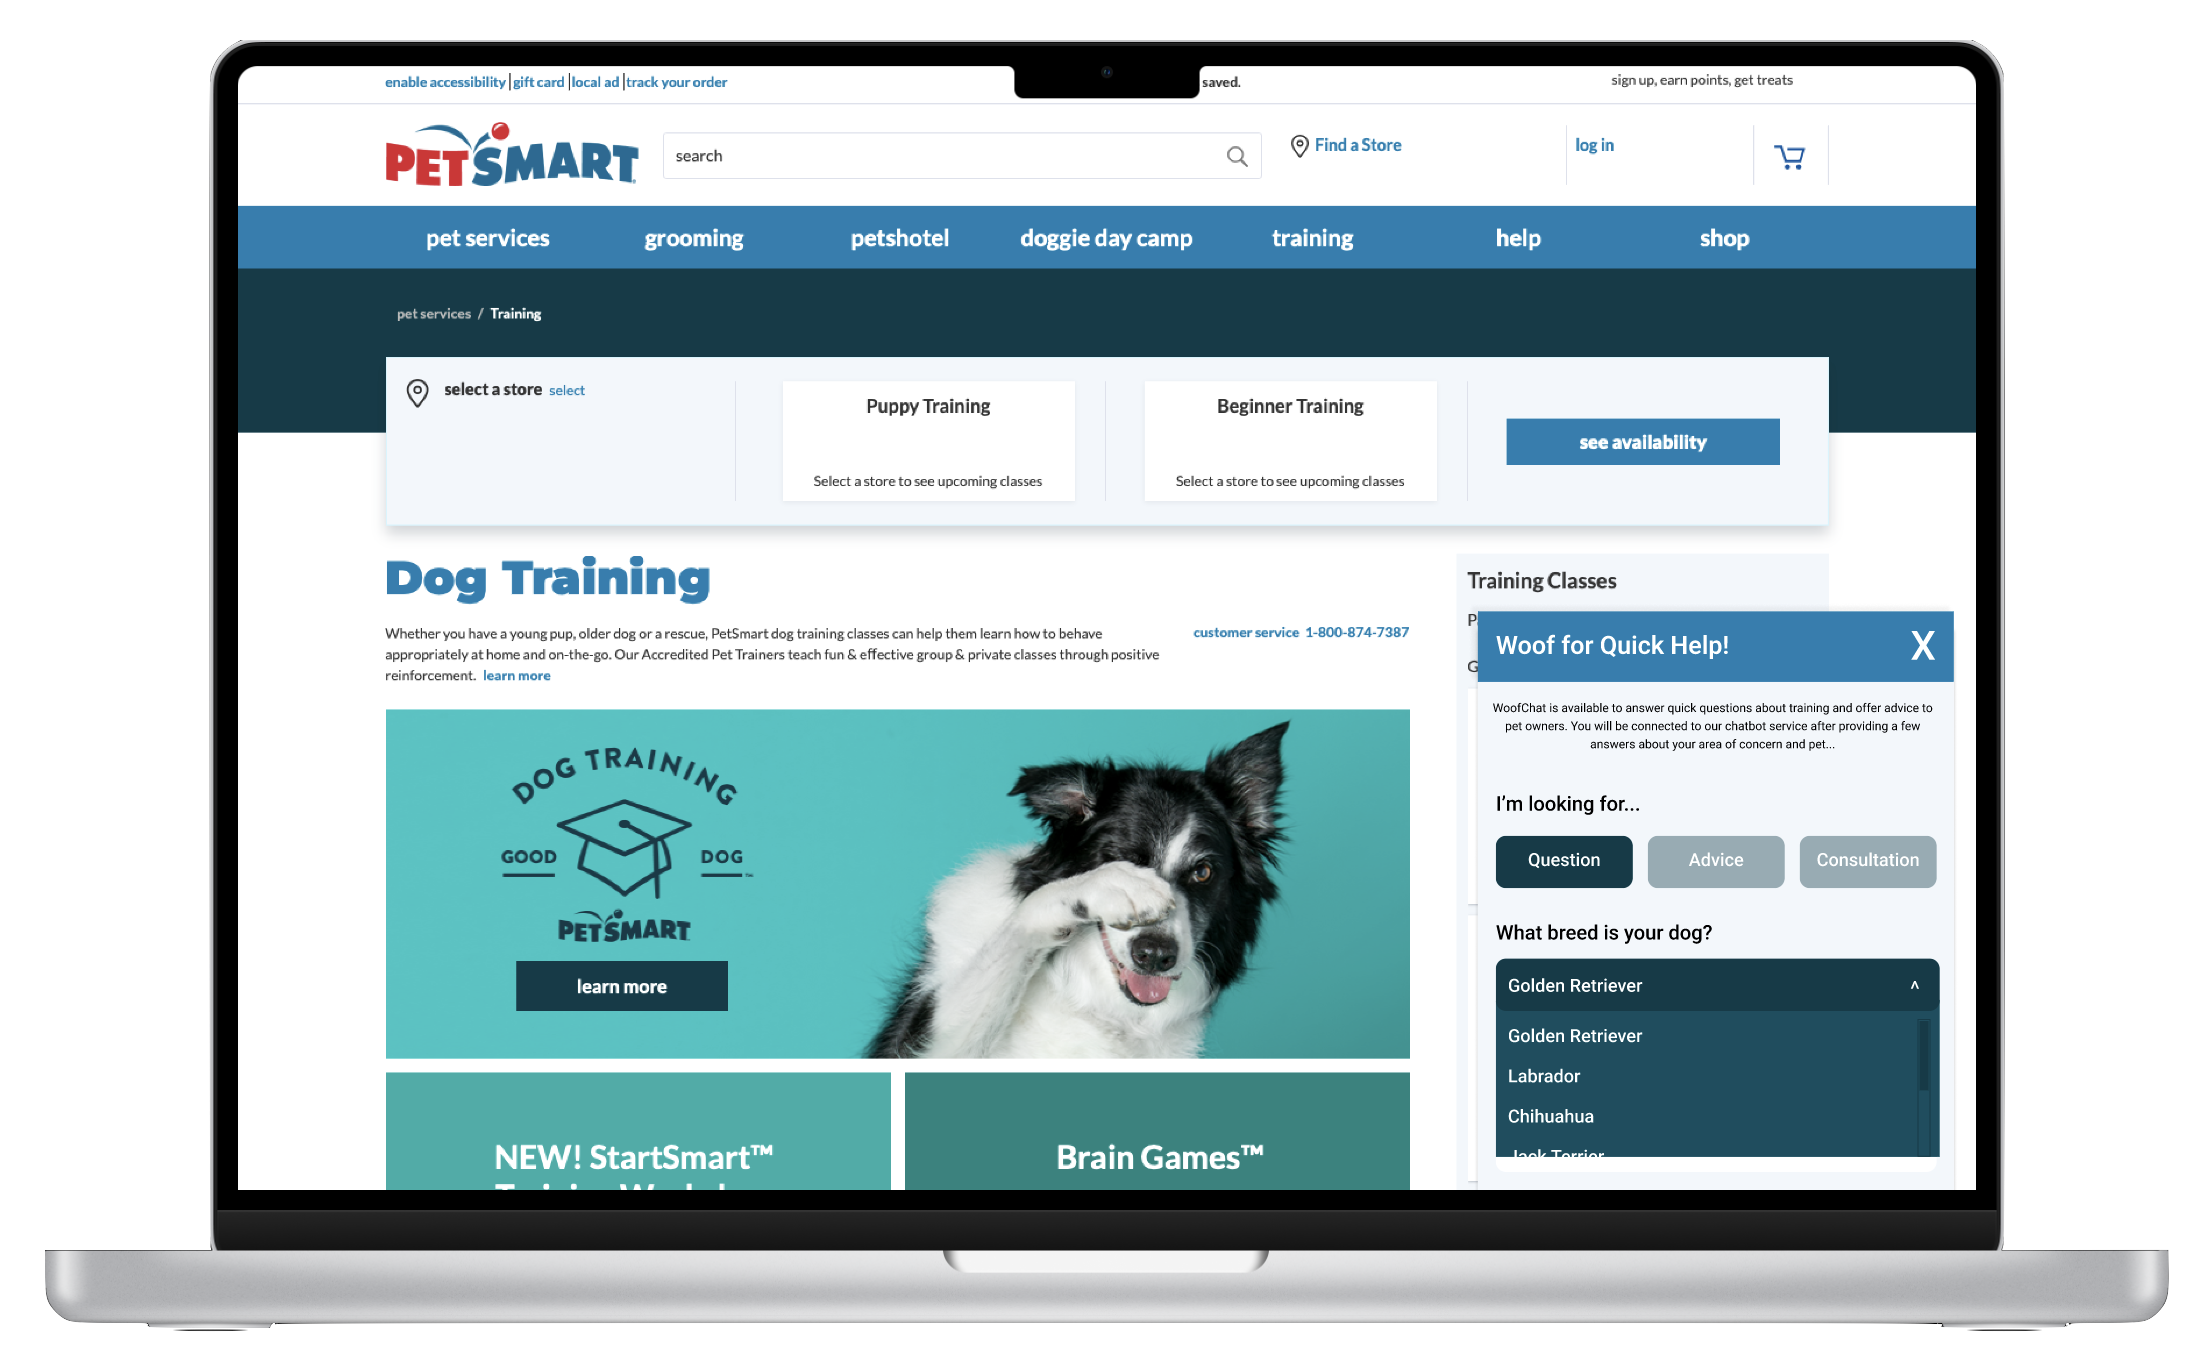 enable accessibility gift card local ad track your order
saved.
sign up, earn points, get treats
PETSMART
search
Find a Store
log in
pet services grooming petshotel doggie day camp training help shop
pet services / Training
select a store select
Puppy Training
Select a store to see upcoming classes
Beginner Training
Select a store to see upcoming classes
see availability
Dog Training
Whether you have a young pup, older dog or a rescue, PetSmart dog training classes can help them learn how to behave
appropriately at home and on-the-go. Our Accredited Pet Trainers teach fun & effective group & private classes through positive
reinforcement. learn more
customer service 1-800-874-7387
DOG TRAINING
GOOD DOG
PETSMART
learn more
NEW! StartSmart™
Brain Games™
Training Classes
P
G
Woof for Quick Help!
X
WoofChat is available to answer quick questions about training and offer advice to
pet owners. You will be connected to our chatbot service after providing a few
answers about your area of concern and pet...
I'm looking for...
Question Advice Consultation
What breed is your dog?
Golden Retriever ^
Golden Retriever
Labrador
Chihuahua
Jack Terrier